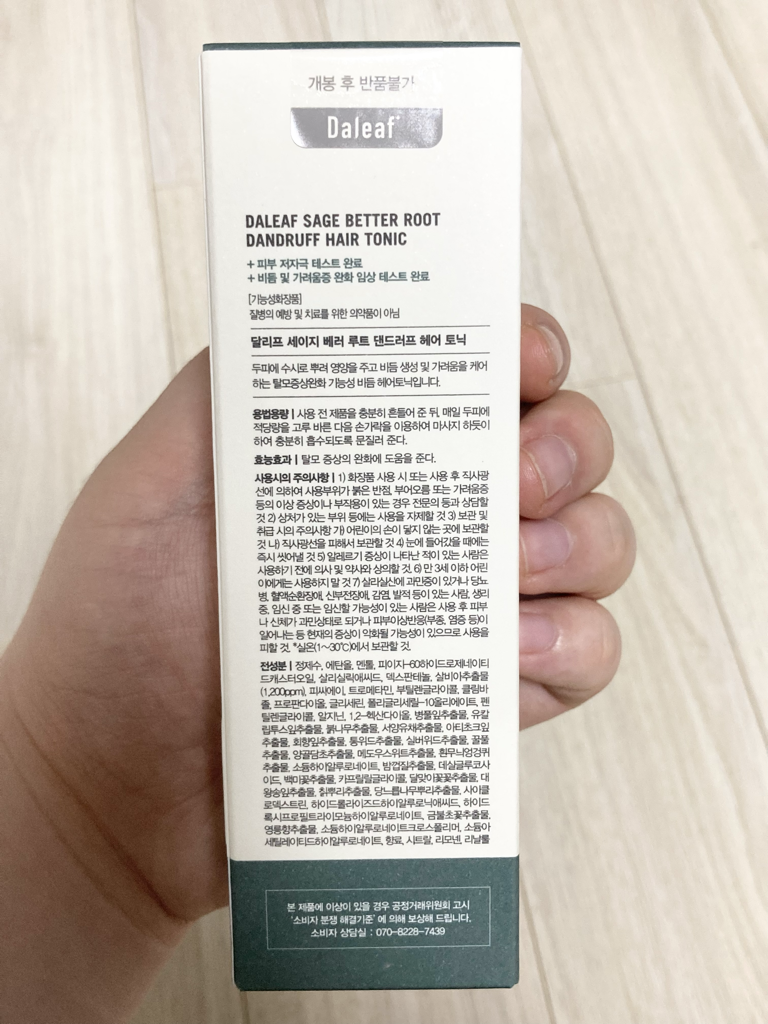 개봉 후 반품불가
Daleaf
DALEAF SAGE BETTER ROOT
DANDRUFF HAIR TONIC
+ 피부 저자극 테스트 완료
+ 비듬 및 가려움증 완화 임상 테스트 완료
[기능성화장품]
질병의 예방 및 치료를 위한 의약품이 아님
달리프 세이지 베러 루트 댄드러프 헤어 토닉
두피에 수시로 뿌려 영양을 주고 비듬 생성 및 가려움을 케어
하는 탈모증상완화 기능성 비듬 헤어토닉입니다.
용법용량 | 사용 전 제품을 충분히 흔들어 준 뒤, 매일 두피에
적당량을 고루 바른 다음 손가락을 이용하여 마사지 하듯이
하여 충분히 흡수되도록 문질러 준다.
효능효과 | 탈모 증상의 완화에 도움을 준다.
사용시의 주의사항 | 1) 화장품 사용 시 또는 사용 후 직사광
선에 의하여 사용부위가 붉은 반점, 부어오름 또는 가려움증
등의 이상 증상이나 부작용이 있는 경우 전문의 등과 상담할
것 2) 상처가 있는 부위 등에는 사용을 자제할 것 3) 보관 및
취급 시의 주의사항 가) 어린이의 손이 닿지 않는 곳에 보관할
것 나) 직사광선을 피해서 보관할 것 4) 눈에 들어갔을 때에는
즉시 씻어낼 것 5) 알레르기 증상이 나타난 적이 있는 사람은
사용하기 전에 의사 및 약사와 상의할 것. 6) 만 3세 이하 어린
이에게는 사용하지 말 것 7) 살리실산에 과민증이 있거나 당뇨
병, 혈액순환장애, 신부전장애, 감염, 발적 등이 있는 사람, 생리
중, 임신 중 또는 임신할 가능성이 있는 사람은 사용 후 피부
나 신체가 과민상태로 되거나 피부이상반응(부종, 염증 등)이
일어나는 등 현재의 증상이 악화될 가능성이 있으므로 사용을
피할 것. *실온(1~30℃)에서 보관할 것.
전성분 | 정제수, 에탄올, 멘톨, 피이지-60하이드로제네이티
드캐스터오일, 살리실릭애씨드, 덱스판테놀, 살비아추출물
(1,200ppm), 피씨에이, 트로메타민, 부틸렌글라이콜, 클림바
졸, 프로판다이올, 글리세린, 폴리글리세릴-10올리에이트, 펜
틸렌글라이콜, 알지닌, 1,2-헥산다이올, 병풀잎추출물, 유칼
립투스잎추출물, 붉나무추출물, 서양유채추출물, 아티초크잎
추출물, 회향잎추출물, 통위드추출물, 실버위드추출물, 꿀풀
추출물, 양골담초추출물, 메도우스위트추출물, 흰무늬엉겅퀴
추출물, 소듐하이알루로네이트, 밤껍질추출물, 데실글루코사
이드, 백미꽃추출물, 카프릴릴글라이콜, 달맞이꽃꽃추출물, 대
왕송잎추출물, 칡뿌리추출물, 당느릅나무뿌리추출물, 사이클
로덱스트린, 하이드롤라이즈드하이알루로닉애씨드, 하이드
록시프로필트라이모늄하이알루로네이트, 금불초꽃추출물,
영릉향추출물, 소듐하이알루로네이트크로스폴리머, 소듐아
세틸레이티드하이알루로네이트, 향료, 시트랄, 리모넨, 리날룰
본 제품에 이상이 있을 경우 공정거래위원회 고시
'소비자 분쟁 해결기준' 에 의해 보상해 드립니다.
소비자 상담실 : 070-8228-7439